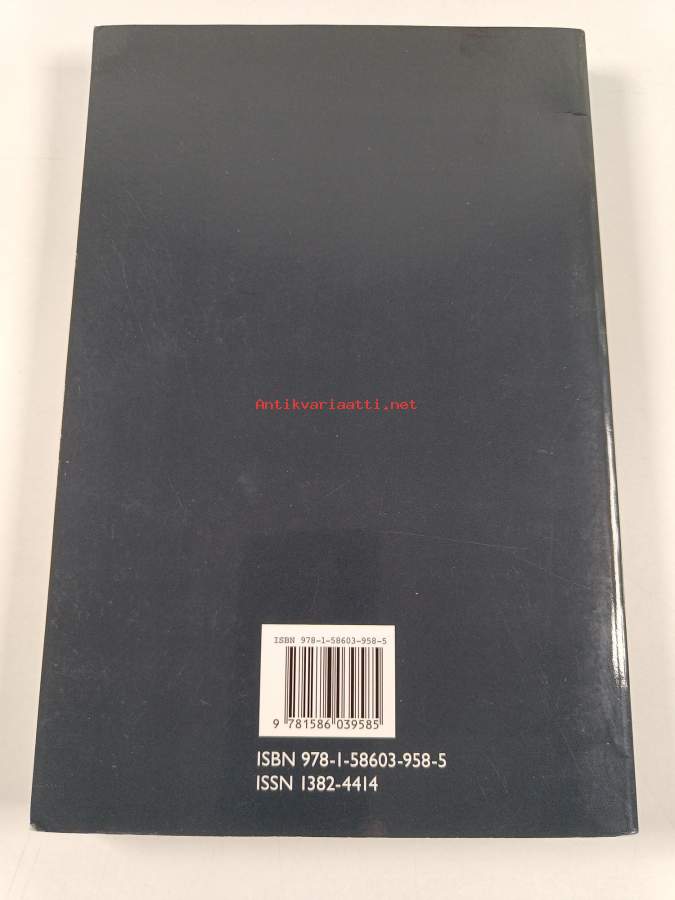 Antikvariaatti.net
ISBN 978-1-58603-958-5
9 781586 039585
ISBN 978-1-58603-958-5
ISSN 1382-4414